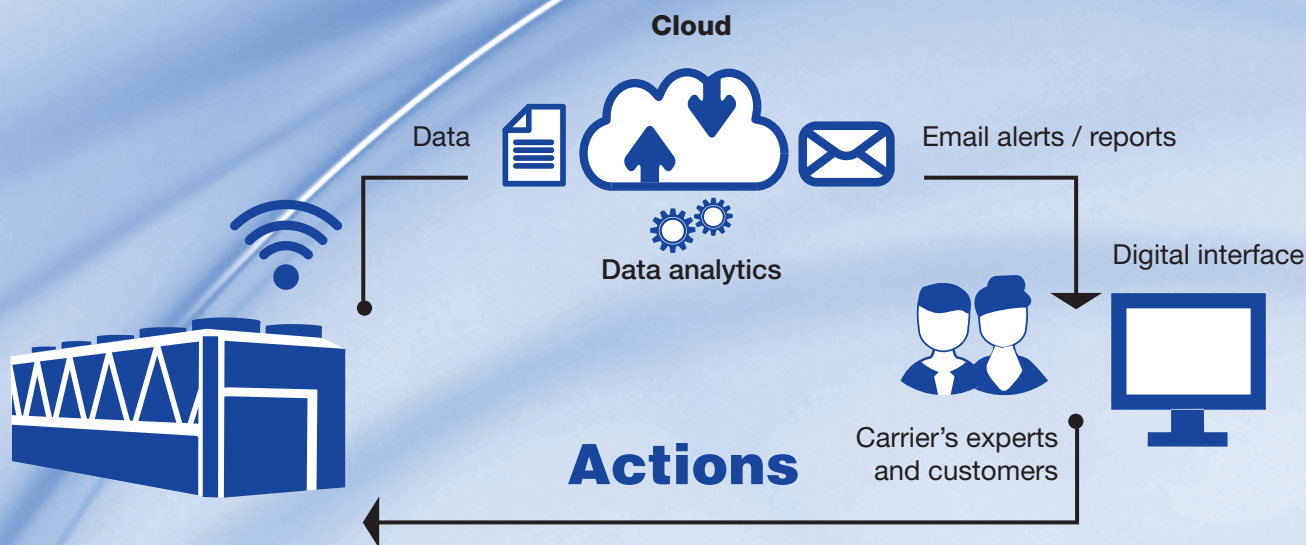 Cloud
Data
Email alerts / reports
Data analytics
Digital interface
Carrier’s experts
and customers
Actions